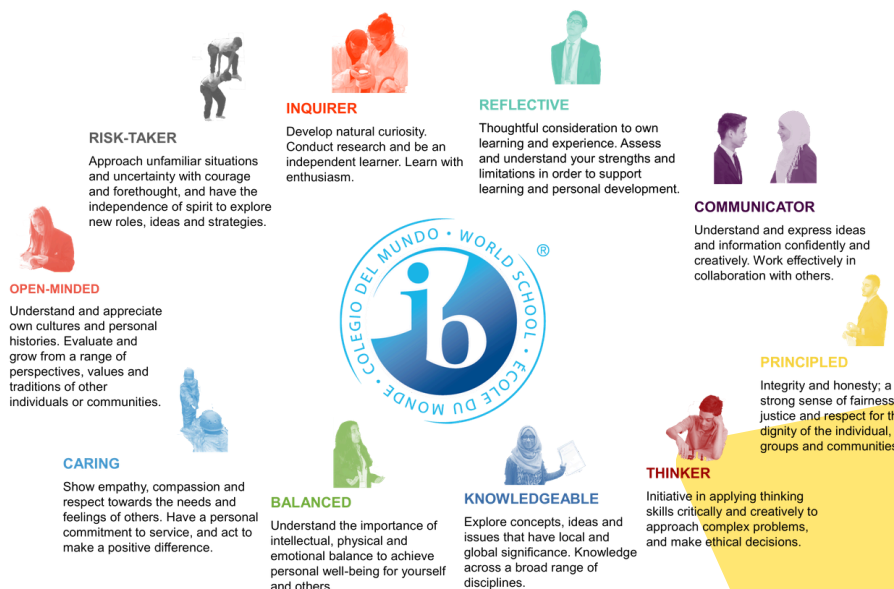 INQUIRER
Develop natural curiosity.
Conduct research and be an
independent learner. Learn with
enthusiasm.
REFLECTIVE
Thoughtful consideration to own
learning and experience. Assess
and understand your strengths and
limitations in order to support
learning and personal development.
RISK-TAKER
Approach unfamiliar situations
and uncertainty with courage
and forethought, and have the
independence of spirit to explore
new roles, ideas and strategies.
COMMUNICATOR
Understand and express ideas
and information confidently and
creatively. Work effectively in
collaboration with others.
OPEN-MINDED
Understand and appreciate
own cultures and personal
histories. Evaluate and
grow from a range of
perspectives, values and
traditions of other
individuals or communities.
COLEGIO DEL MUNDO • WORLD SCHOOL • ÉCOLE DU MONDE •
®
ib
PRINCIPLED
Integrity and honesty; a
strong sense of fairness
justice and respect for th
dignity of the individual,
groups and communities
CARING
Show empathy, compassion and
respect towards the needs and
feelings of others. Have a personal
commitment to service, and act to
make a positive difference.
BALANCED
Understand the importance of
intellectual, physical and
emotional balance to achieve
personal well-being for yourself
and others
KNOWLEDGEABLE
Explore concepts, ideas and
issues that have local and
global significance. Knowledge
across a broad range of
disciplines.
THINKER
Initiative in applying thinking
skills critically and creatively to
approach complex problems,
and make ethical decisions.